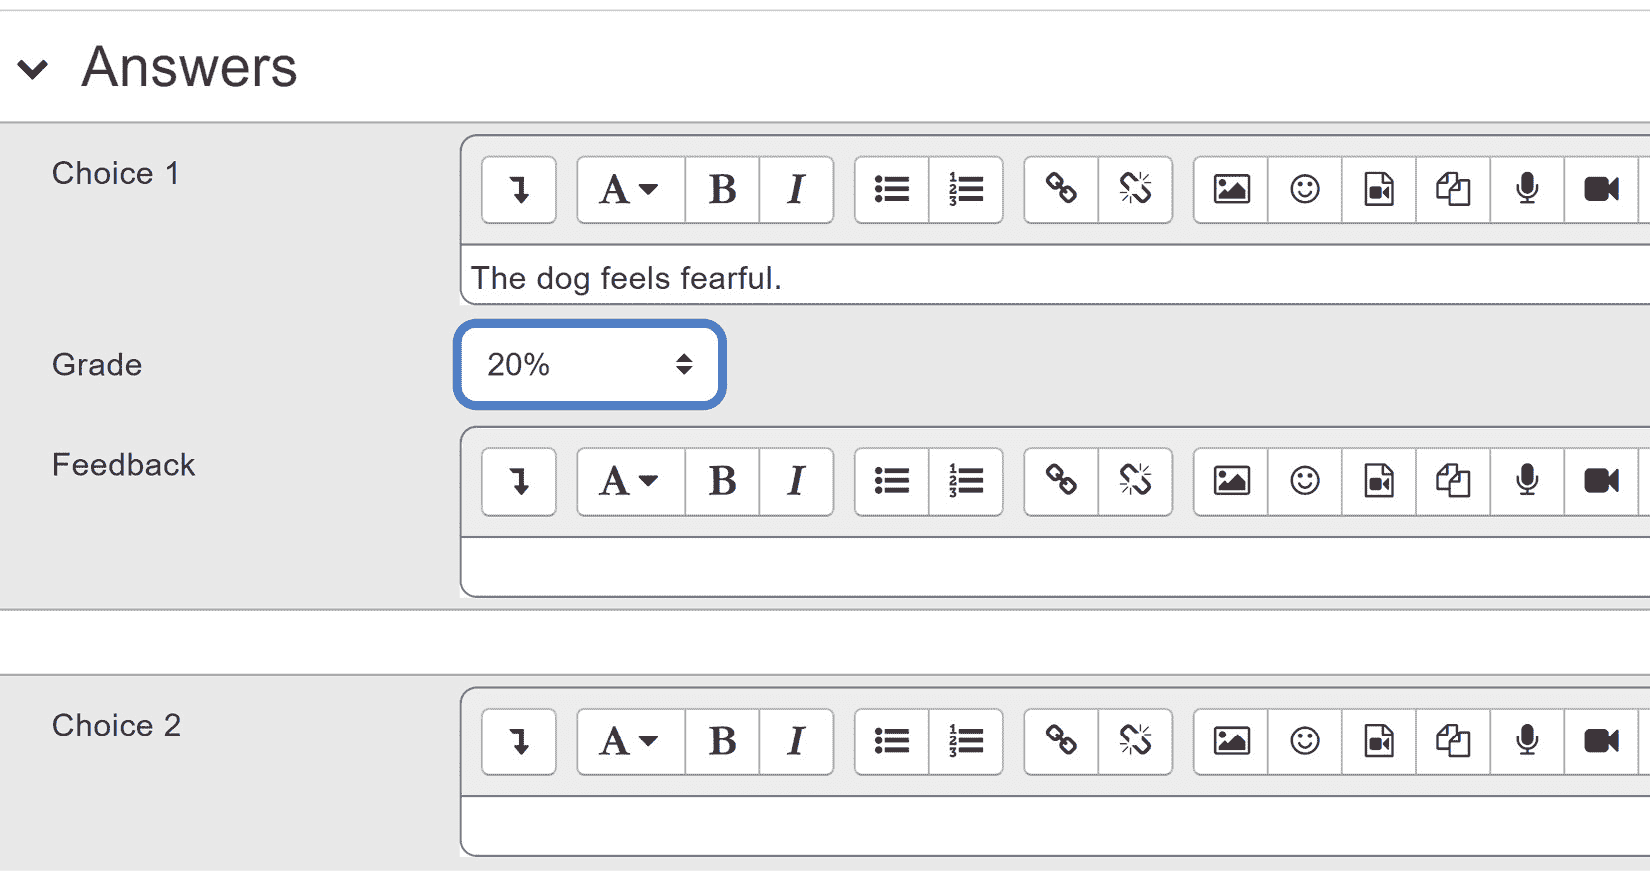 Answers
Choice 1
A B I
The dog feels fearful.
Grade
20%
Feedback
A B I
Choice 2
A B I